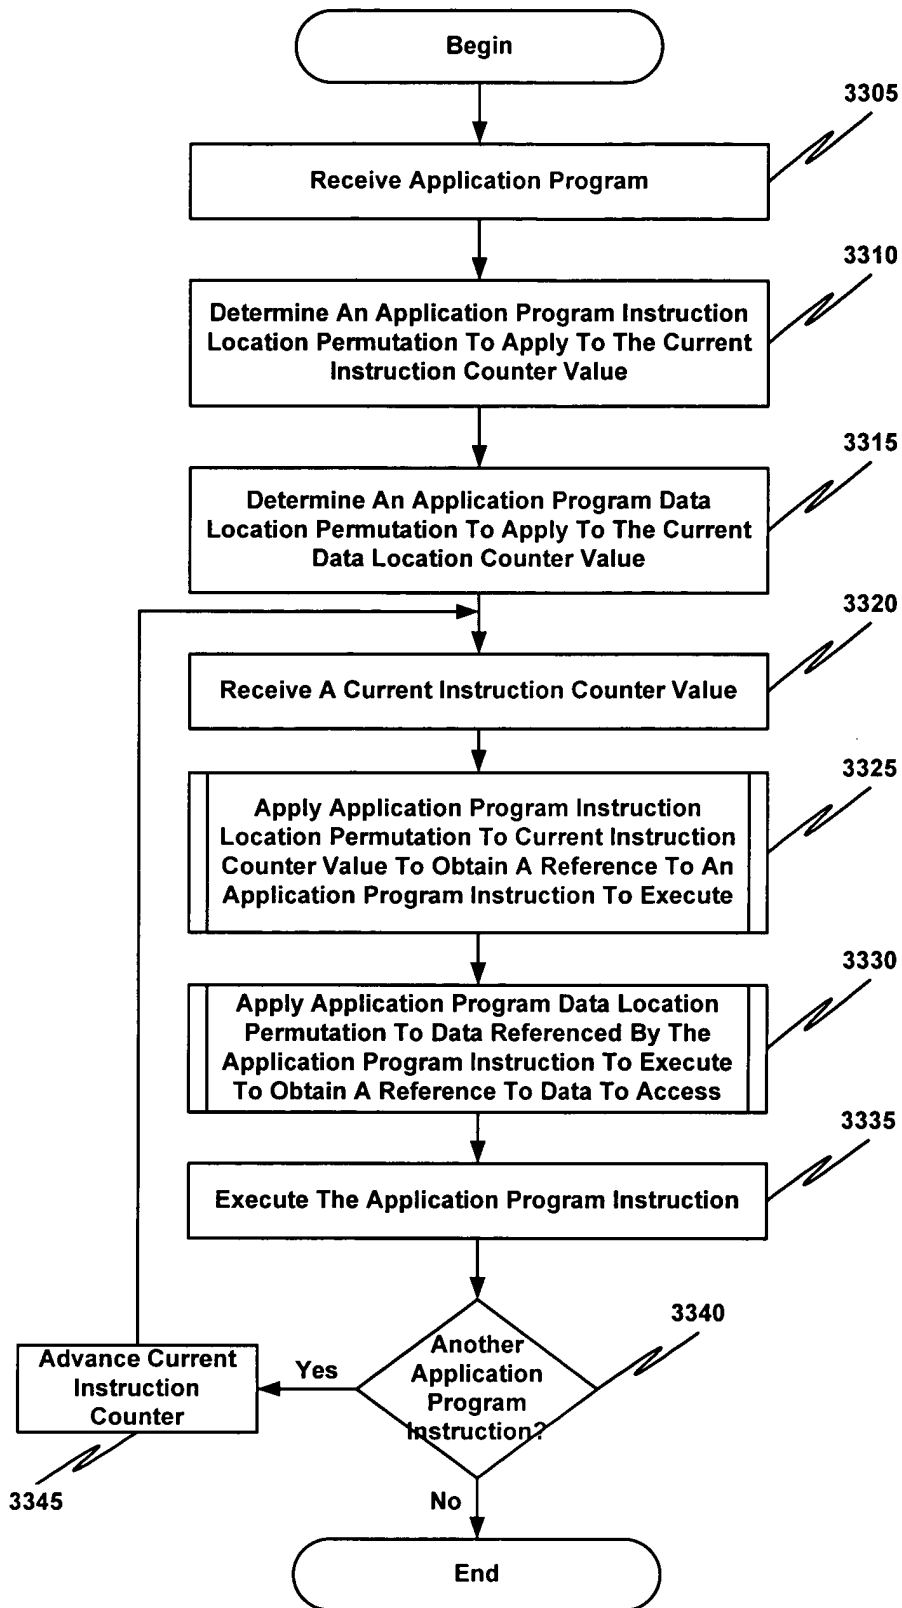 Begin
3305
Receive Application Program
3310
Determine An Application Program Instruction
Location Permutation To Apply To The Current
Instruction Counter Value
3315
Determine An Application Program Data
Location Permutation To Apply To The Current
Data Location Counter Value
3320
Receive A Current Instruction Counter Value
3325
Apply Application Program Instruction
Location Permutation To Current Instruction
Counter Value To Obtain A Reference To An
Application Program Instruction To Execute
3330
Apply Application Program Data Location
Permutation To Data Referenced By The
Application Program Instruction To Execute
To Obtain A Reference To Data To Access
3335
Execute The Application Program Instruction
3340
Another
Application
Program
Instruction?
Yes
Advance Current
Instruction
Counter
3345
No
End